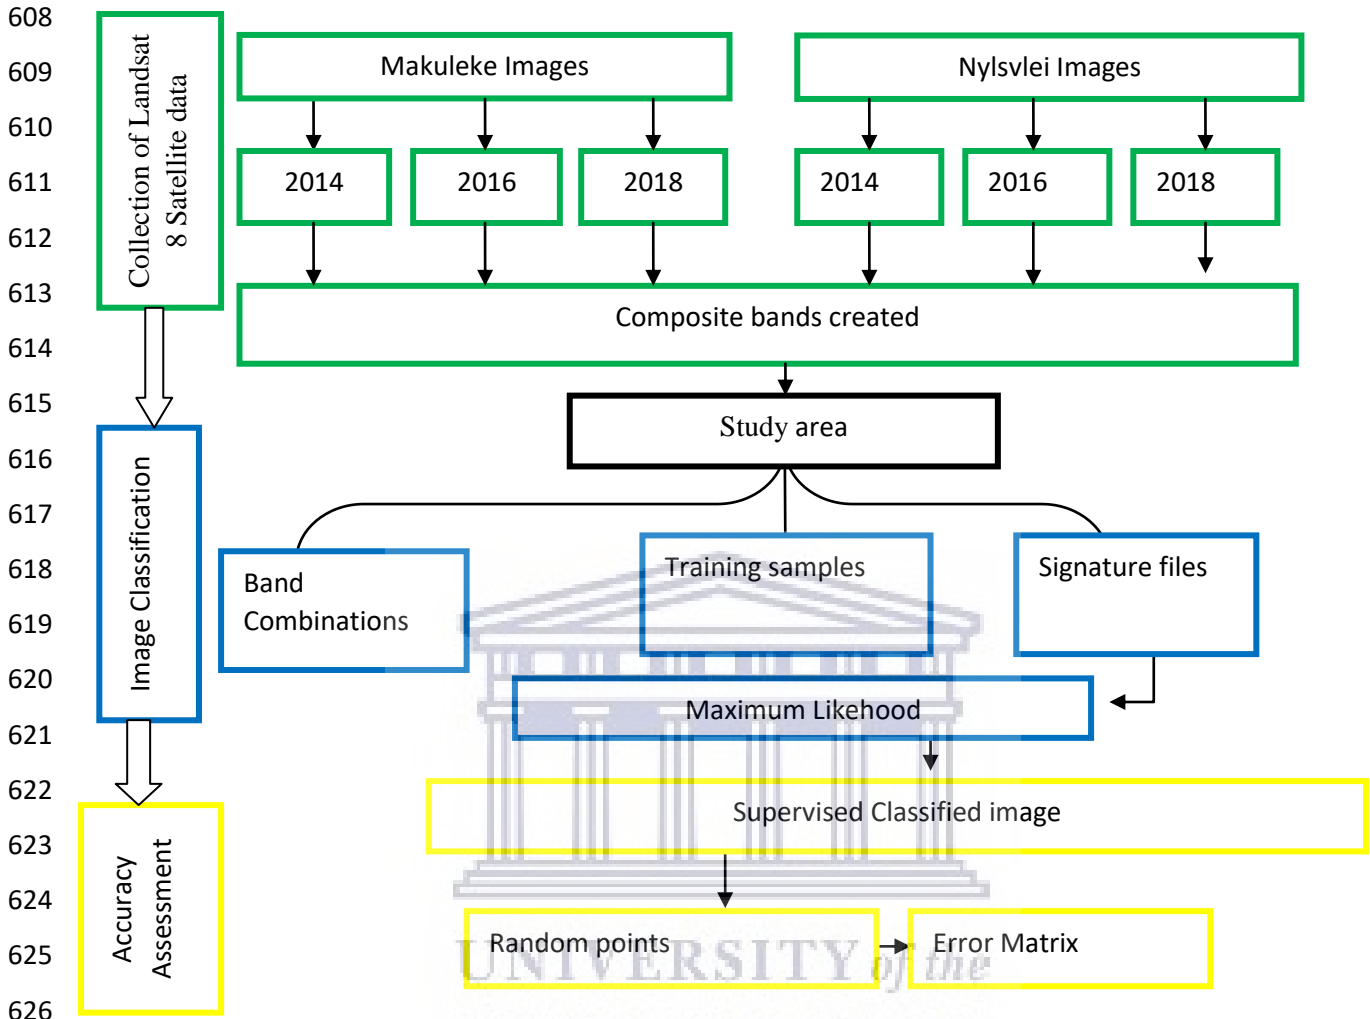 608
609
610
611
612
613
614
615
616
617
618
619
620
621
622
623
624
625
626
Collection of Landsat
8 Satellite data
Makuleke Images
Nylsvlei Images
2014
2016
2018
2014
2016
2018
Composite bands created
Study area
Image Classification
Band
Combinations
Training samples
Signature files
Maximum Likehood
Supervised Classified image
Accuracy
Assessment
Random points
Error Matrix
UNIVERSITY of the